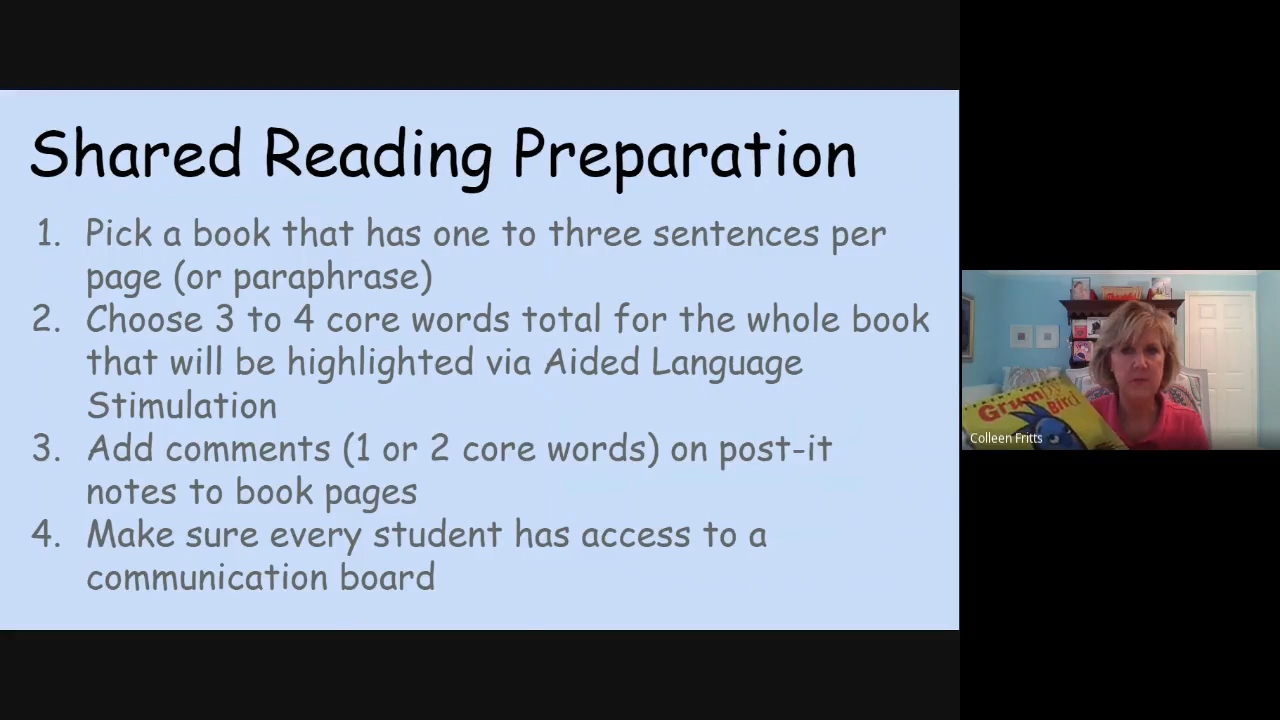 Shared Reading Preparation
1. Pick a book that has one to three sentences per
page (or paraphrase)
2. Choose 3 to 4 core words total for the whole book
that will be highlighted via Aided Language
Stimulation
3. Add comments (1 or 2 core words) on post-it
notes to book pages
4. Make sure every student has access to a
communication board
Grumpy
Bird
Colleen Fritts